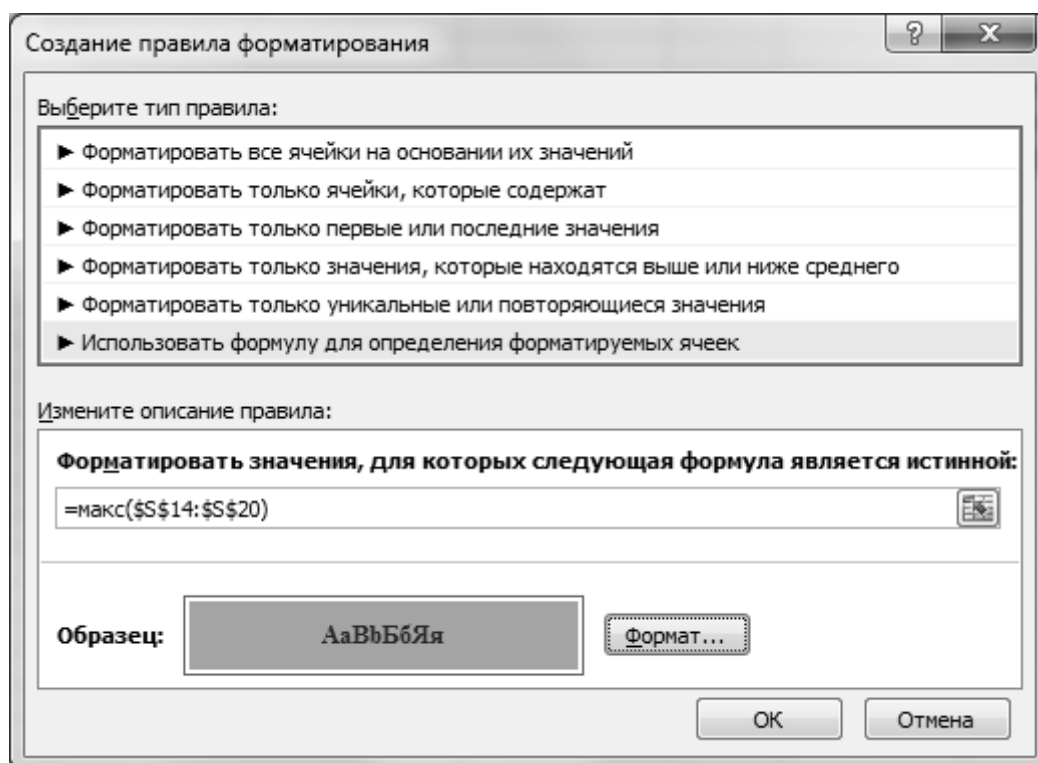 Создание правила форматирования
Выберите тип правила:
► Форматировать все ячейки на основании их значений
► Форматировать только ячейки, которые содержат
► Форматировать только первые или последние значения
► Форматировать только значения, которые находятся выше или ниже среднего
► Форматировать только уникальные или повторяющиеся значения
► Использовать формулу для определения форматируемых ячеек
Измените описание правила:
Форматировать значения, для которых следующая формула является истинной:
=макс($S$14:$S$20)
Образец: АаВbБбЯя Формат...
ОК Отмена